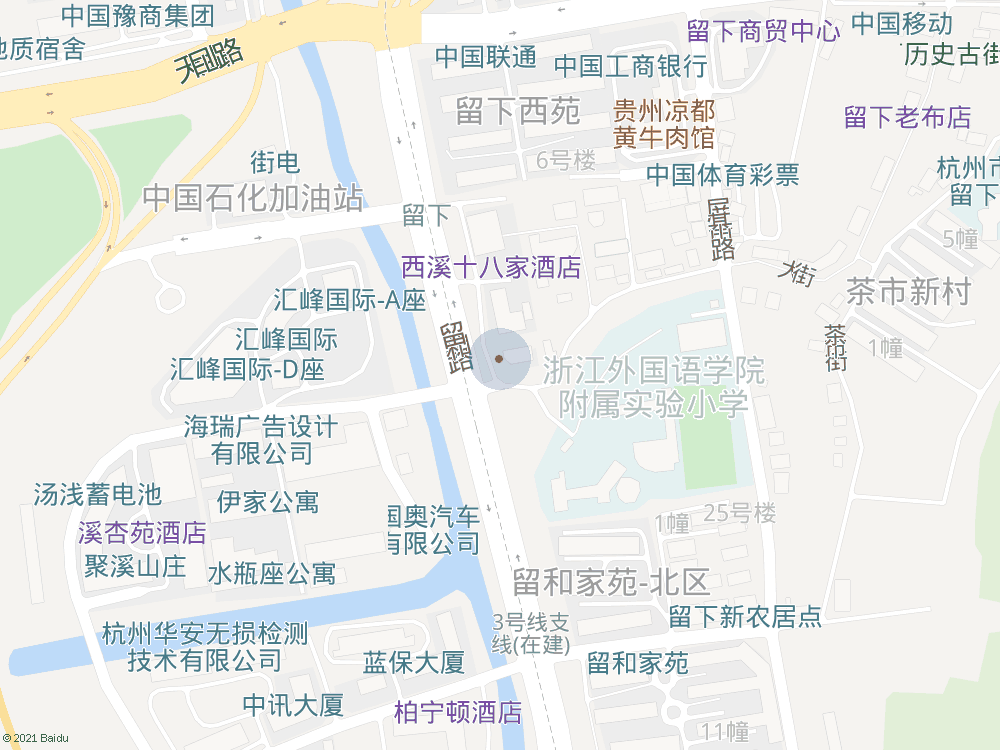 中国豫商集团
地质宿舍
天目山路
中国联通
中国工商银行
留下商贸中心
中国移动
历史古街
留下西苑
贵州凉都
黄牛肉馆
留下老布店
6号楼
街电
中国石化加油站
中国体育彩票
杭州市
留下
留下
屏基路
5幢
西溪十八家酒店
大街
茶市新村
汇峰国际-A座
汇峰国际
汇峰国际-D座
留和路
茶市街
1幢
浙江外国语学院
附属实验小学
海瑞广告设计
有限公司
汤浅蓄电池
伊家公寓
国奥汽车
有限公司
1幢
25号楼
溪杏苑酒店
聚溪山庄
水瓶座公寓
留和家苑-北区
杭州华安无损检测
技术有限公司
3号线支
线(在建)
留下新农居点
蓝保大厦
留和家苑
中讯大厦
柏宁顿酒店
11幢
© 2021 Baidu